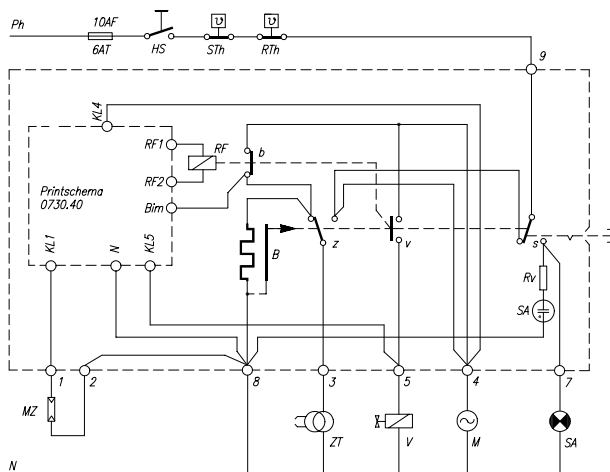 Ph
10AF
6AT
HS
STh
RTh
9
KL4
RF1
RF
b
RF2
Printschema
0730.40
Bim
KL1
N
KL5
B
z
v
s
Rv
SA
1
2
8
3
5
4
7
MZ
ZT
V
M
SA
N